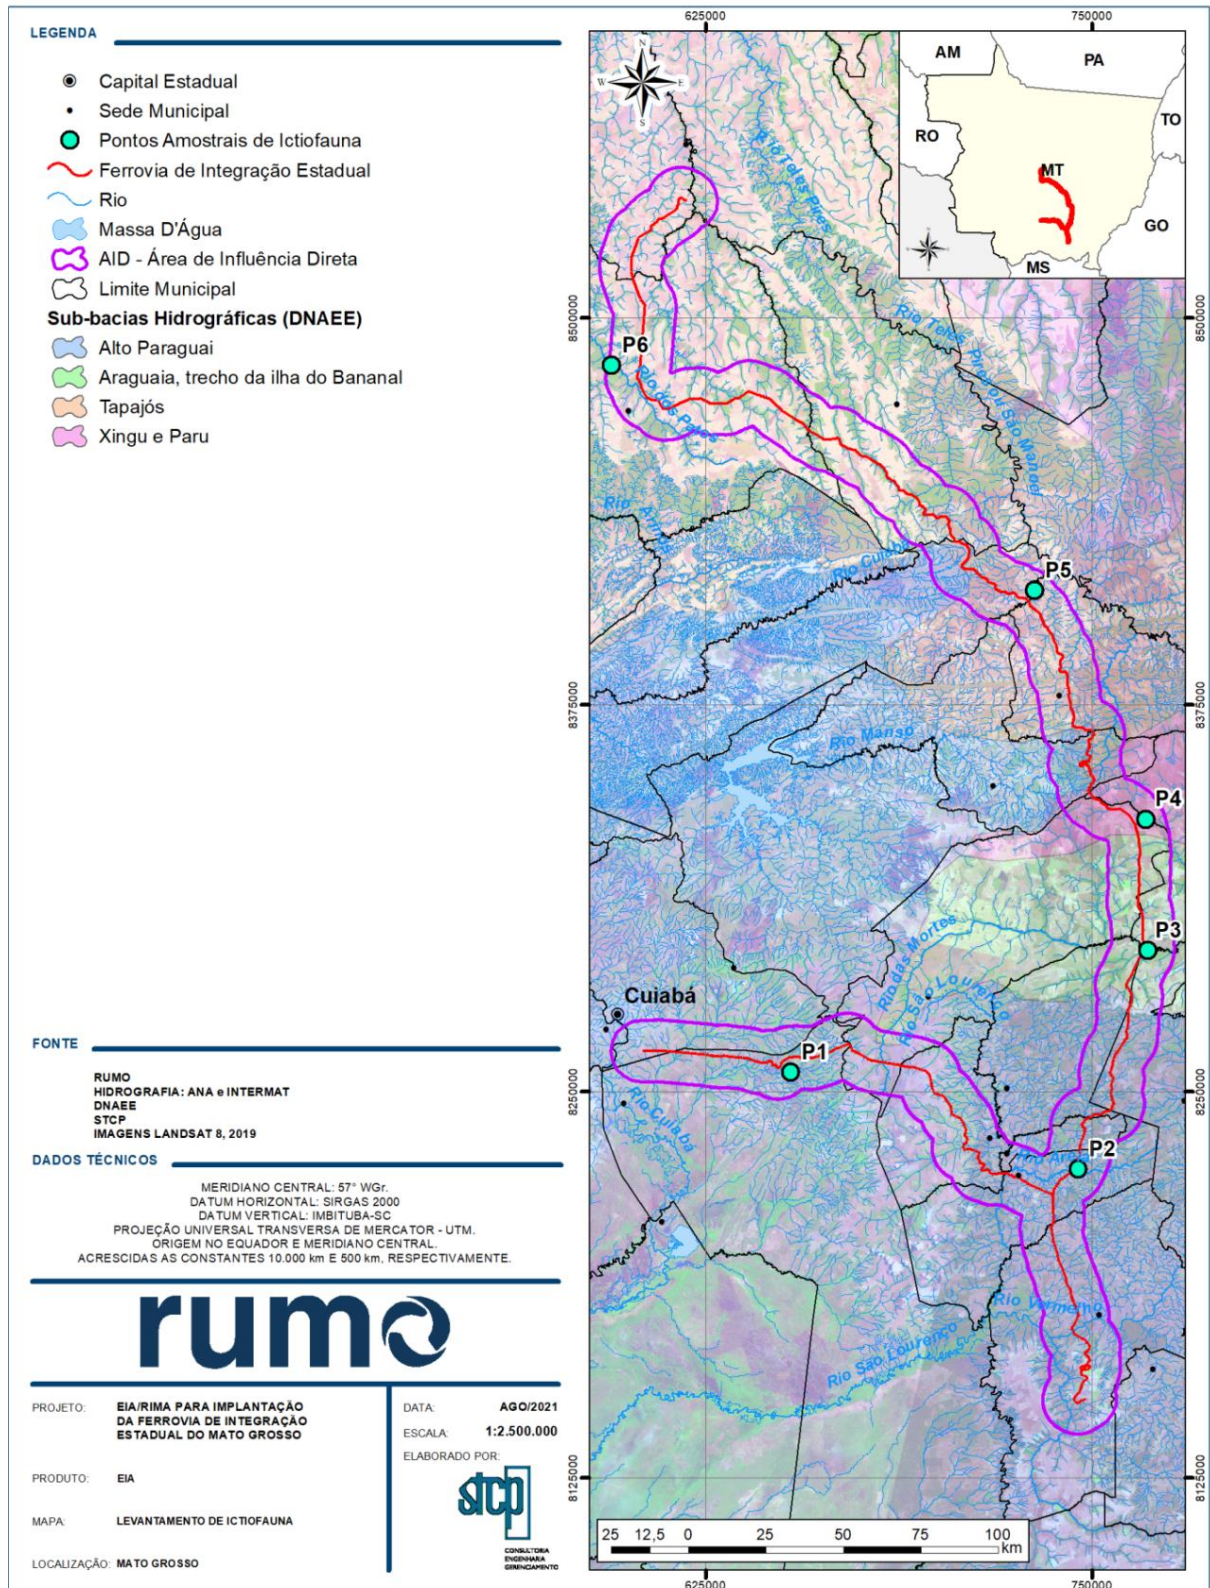 LEGENDA
Capital Estadual
Sede Municipal
Pontos Amostrais de Ictiofauna
Ferrovia de Integração Estadual
Rio
Massa D'Água
AID - Área de Influência Direta
Limite Municipal
Sub-bacias Hidrográficas (DNAEE)
Alto Paraguai
Araguaia, trecho da ilha do Bananal
Tapajós
Xingu e Paru
FONTE
RUMO
HIDROGRAFIA: ANA e INTERMAT
DNAEE
STCP
IMAGENS LANDSAT 8, 2019
DADOS TÉCNICOS
MERIDIANO CENTRAL: 57° WGr.
DATUM HORIZONTAL: SIRGAS 2000
DATUM VERTICAL: IMBITUBA-SC
PROJEÇÃO UNIVERSAL TRANSVERSA DE MERCATOR - UTM.
ORIGEM NO EQUADOR E MERIDIANO CENTRAL.
ACRESCIDAS AS CONSTANTES 10.000 km E 500 km, RESPECTIVAMENTE.
rumo
PROJETO: EIA/RIMA PARA IMPLANTAÇÃO
DA FERROVIA DE INTEGRAÇÃO
ESTADUAL DO MATO GROSSO
PRODUTO: EIA
MAPA: LEVANTAMENTO DE ICTIOFAUNA
LOCALIZAÇÃO: MATO GROSSO
DATA: AGO/2021
ESCALA: 1:2.500.000
ELABORADO POR:
stcp
CONSULTORIA
ENGENHARIA
GERENCIAMENTO
625000 750000
N
W E
S
AM
PA
TO
RO
MT
GO
MS
Rio Teles Pires
8500000 8500000
Rio Teles Pires ou São Manoel
P6
Rio dos Patos
Rio Cuiabá
P5
8375000 8375000
Rio Manso
P4
Rio das Mortes
P3
Rio São Lourenço
Cuiabá
P1
8250000 8250000
Rio Cuiabá
P2
Rio Vermelho
Rio São Lourenço
8125000 8125000
25 12,5 0 25 50 75 100
km
625000 750000